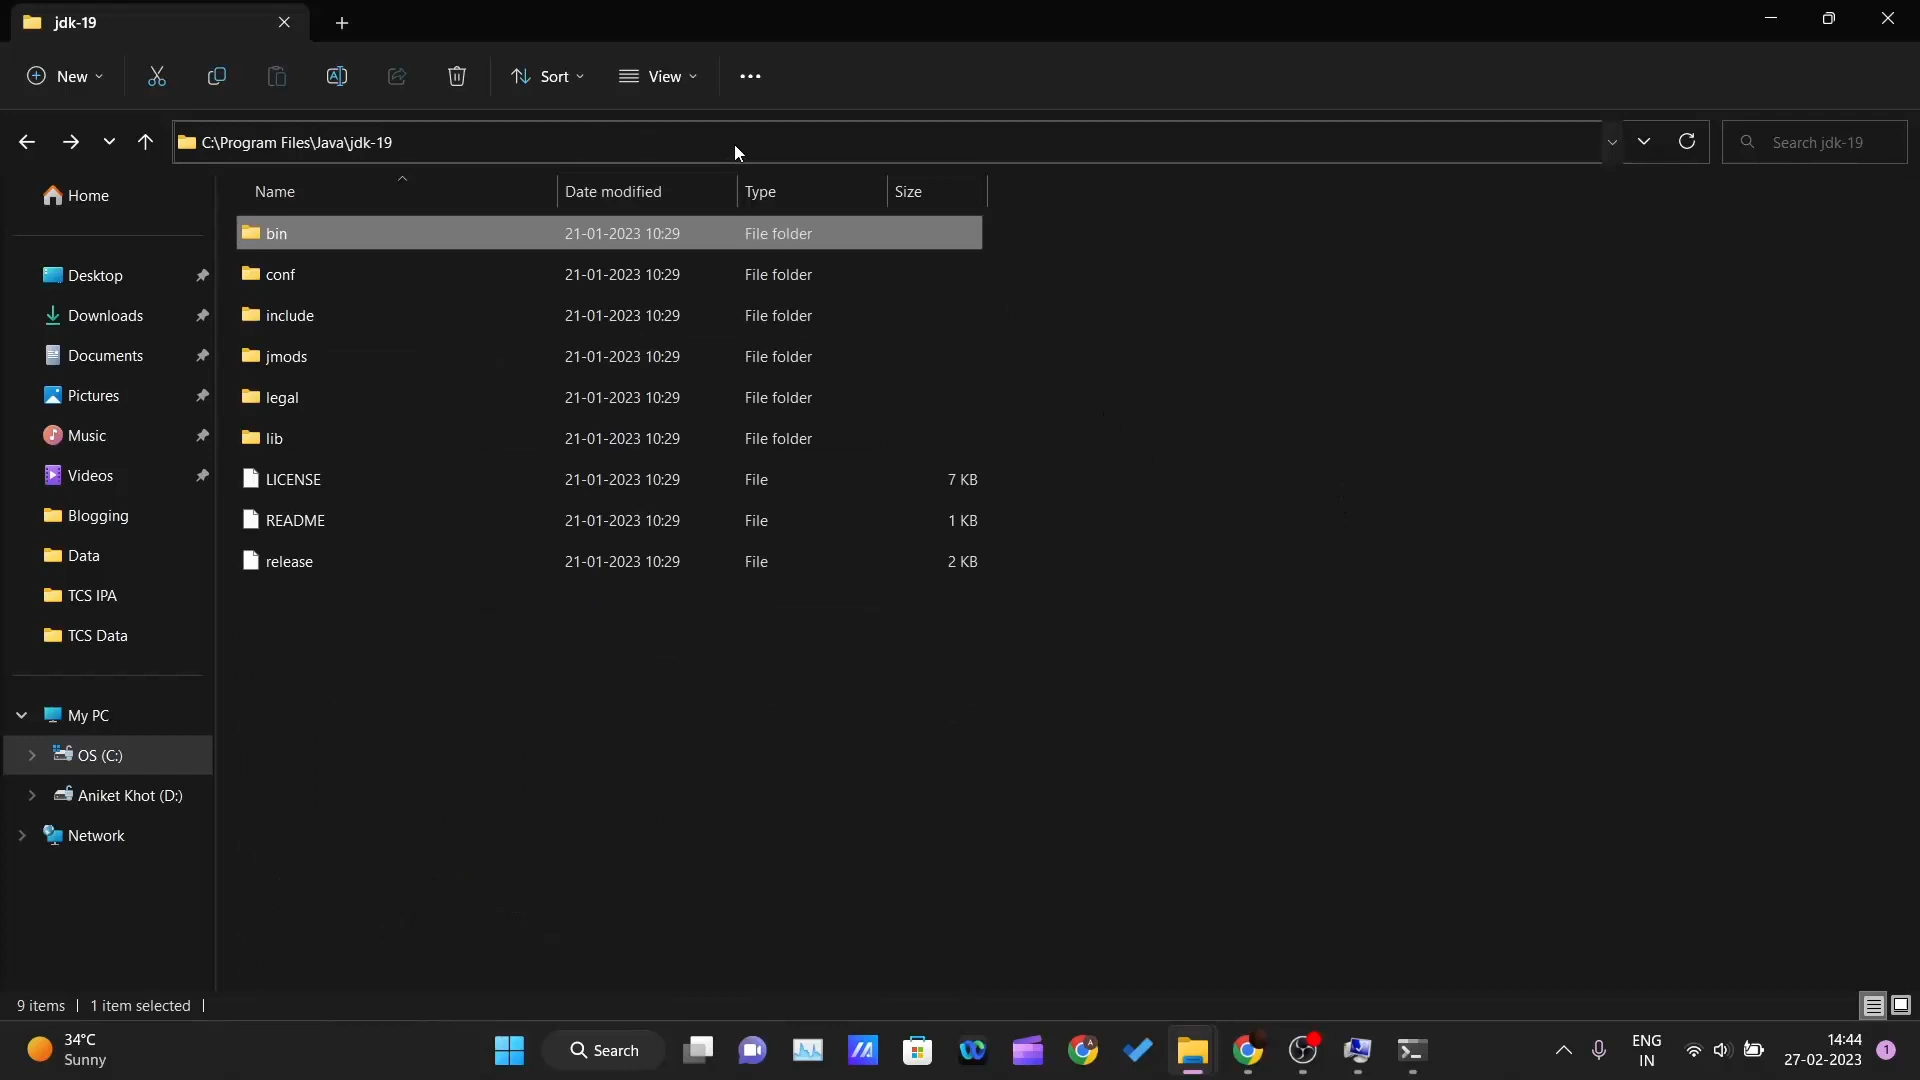 jdk-19
New
Sort
View
C:\Program Files\Java\jdk-19
Search jdk-19
Name Date modified Type Size
bin 21-01-2023 10:29 File folder
conf 21-01-2023 10:29 File folder
include 21-01-2023 10:29 File folder
jmods 21-01-2023 10:29 File folder
legal 21-01-2023 10:29 File folder
lib 21-01-2023 10:29 File folder
LICENSE 21-01-2023 10:29 File 7 KB
README 21-01-2023 10:29 File 1 KB
release 21-01-2023 10:29 File 2 KB
Home
Desktop
Downloads
Documents
Pictures
Music
Videos
Blogging
Data
TCS IPA
TCS Data
My PC
OS (C:)
Aniket Khot (D:)
Network
9 items 1 item selected
34°C
Sunny
Search
A
ENG
IN
14:44
27-02-2023
1